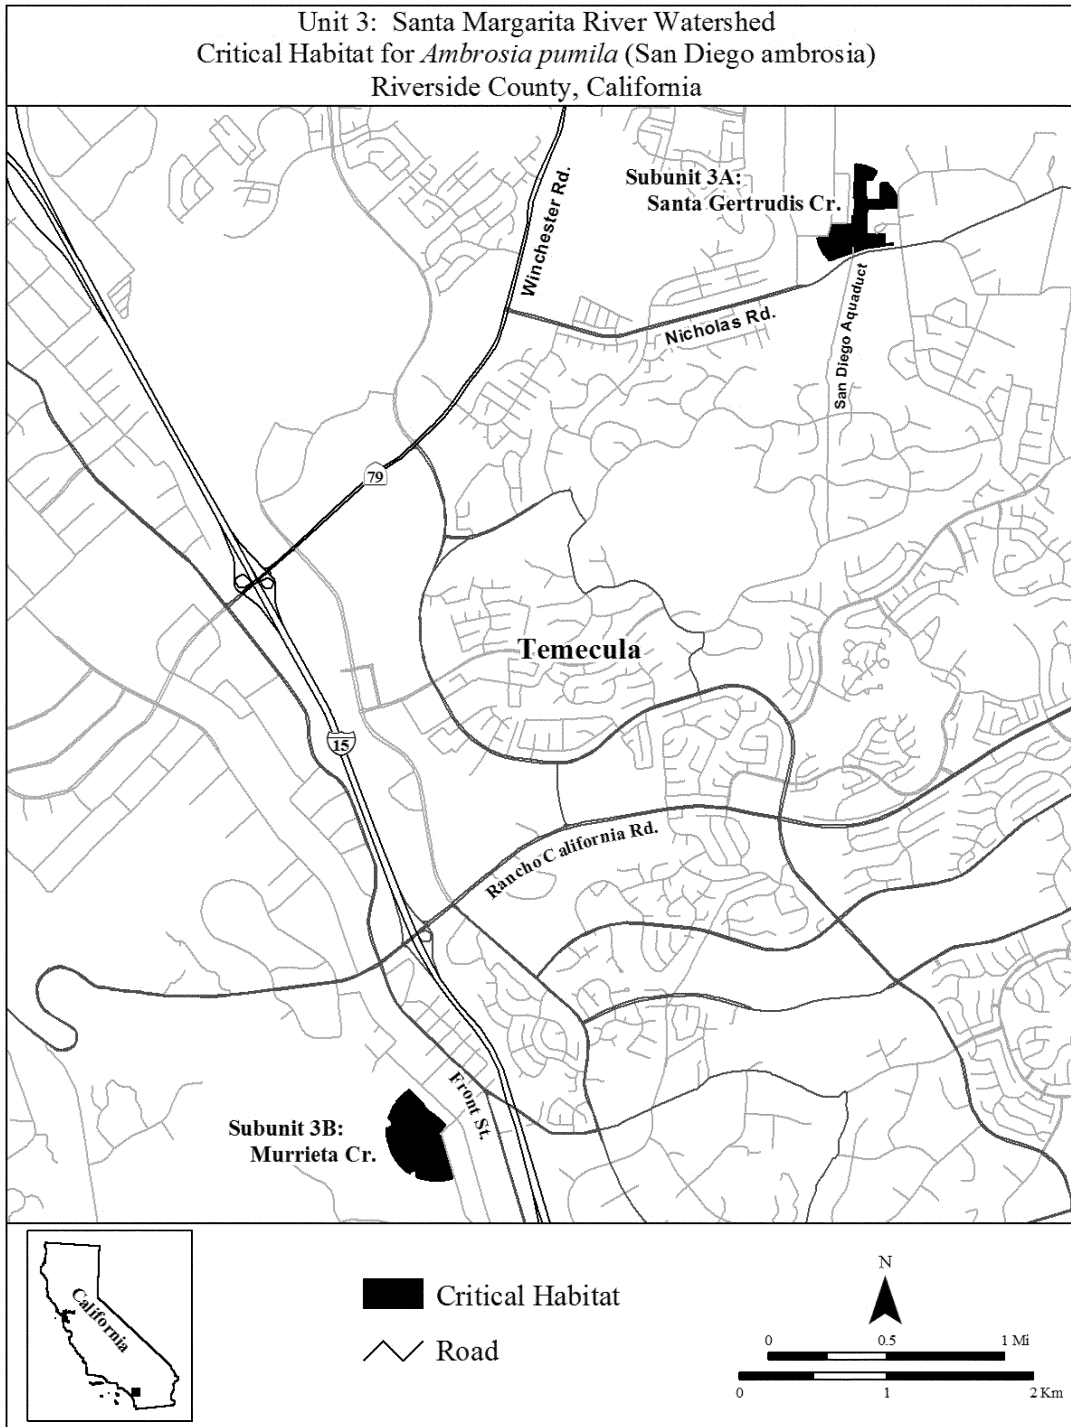 Unit 3: Santa Margarita River Watershed
Critical Habitat for Ambrosia pumila (San Diego ambrosia)
Riverside County, California
Winchester Rd.
Subunit 3A:
Santa Gertrudis Cr.
Nicholas Rd.
San Diego Aquaduct
79
Temecula
15
Rancho California Rd.
Front St.
Subunit 3B:
Murrieta Cr.
California
Critical Habitat
Road
N
0 0.5 1 Mi
0 1 2 Km